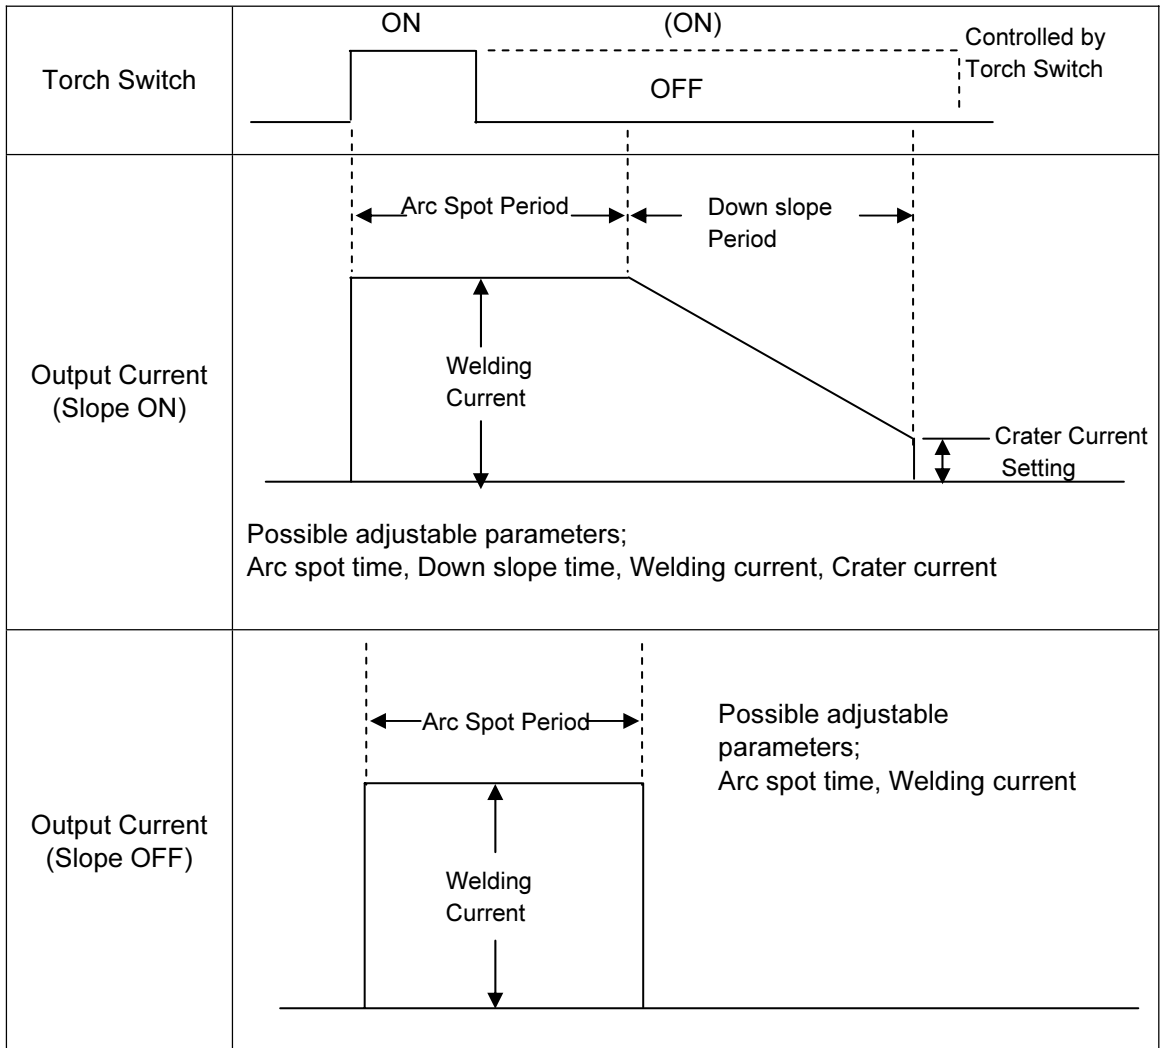 Torch Switch
ON
(ON)
Controlled by
Torch Switch
OFF
Output Current
(Slope ON)
Arc Spot Period
Down slope
Period
Welding
Current
Crater Current
Setting
Possible adjustable parameters;
Arc spot time, Down slope time, Welding current, Crater current
Output Current
(Slope OFF)
Arc Spot Period
Possible adjustable
parameters;
Arc spot time, Welding current
Welding
Current